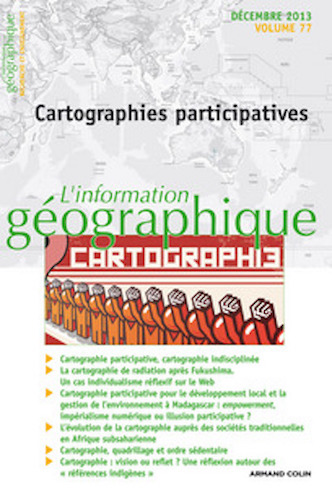 géographique
DÉCEMBRE 2013
VOLUME 77
Cartographies participatives
L'information
géographique
CARTOGRAPHIE
Cartographie participative, cartographie indisciplinée
La cartographie de radiation après Fukushima.
Un cas individualisme réflexif sur le Web
Cartographie participative pour le développement local et la
gestion de l'environnement à Madagascar : empowerment,
impérialisme numérique ou illusion participative ?
L'évolution de la cartographie auprès des sociétés traditionnelles
en Afrique subsaharienne
Cartographie, quadrillage et ordre sédentaire
Cartographie : vision ou reflet ? Une réflexion autour des
« références indigènes »
ARMAND COLIN